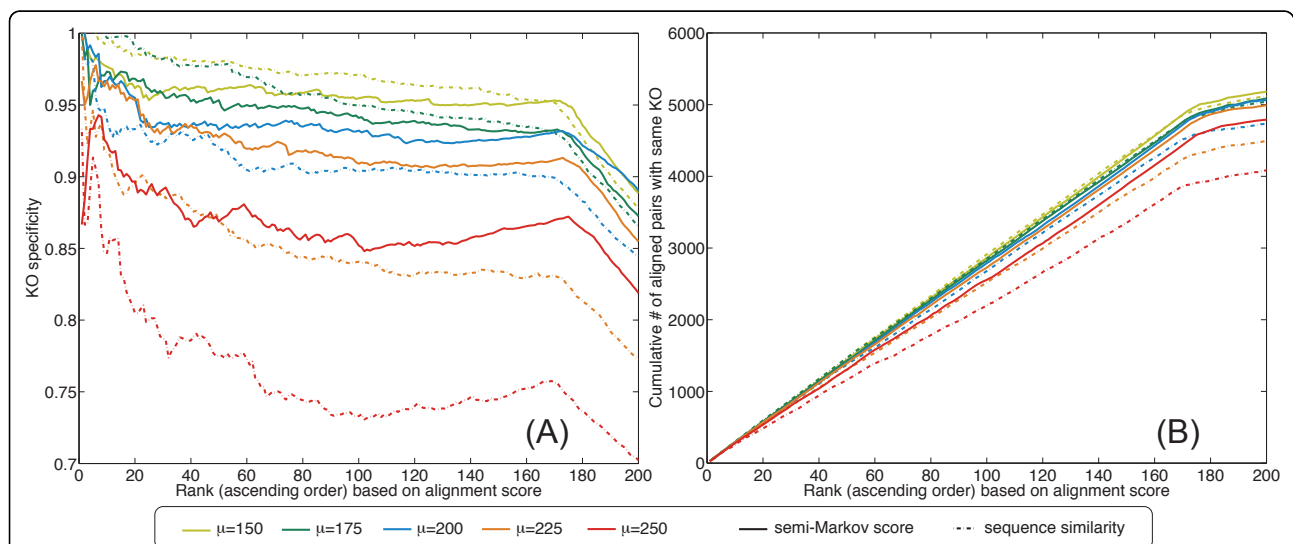 1
0.95
0.9
0.85
0.8
0.75
0.7
KO specificity
0 20 40 60 80 100 120 140 160 180 200
Rank (ascending order) based on alignment score
(A)
6000
5000
4000
3000
2000
1000
0
Cumulative # of aligned pairs with same KO
0 20 40 60 80 100 120 140 160 180 200
Rank (ascending order) based on alignment score
(B)
μ=150 μ=175 μ=200 μ=225 μ=250 semi-Markov score sequence similarity